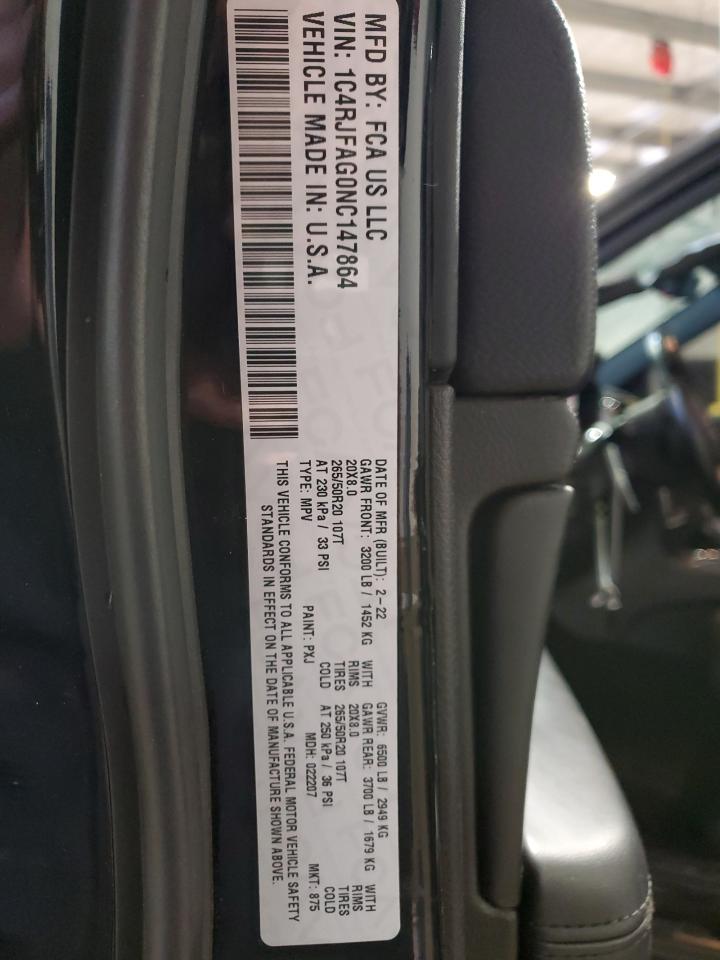 MFD BY: FCA US LLC
VIN: 1C4RJFAG0NC147864
VEHICLE MADE IN: U.S.A.
DATE OF MFR (BUILT): 2-22 GVWR: 6500 LB / 2949 KG
GAWR FRONT: 3200 LB / 1452 KG WITH GAWR REAR: 3700 LB / 1679 KG WITH
20X8.0 RIMS 20X8.0 RIMS
265/50R20 107T TIRES 265/50R20 107T TIRES
AT 230 kPa / 33 PSI COLD AT 250 kPa / 36 PSI COLD
TYPE: MPV PAINT: PXJ MDH: 022207 MKT: 875
THIS VEHICLE CONFORMS TO ALL APPLICABLE U.S.A. FEDERAL MOTOR VEHICLE SAFETY
STANDARDS IN EFFECT ON THE DATE OF MANUFACTURE SHOWN ABOVE.